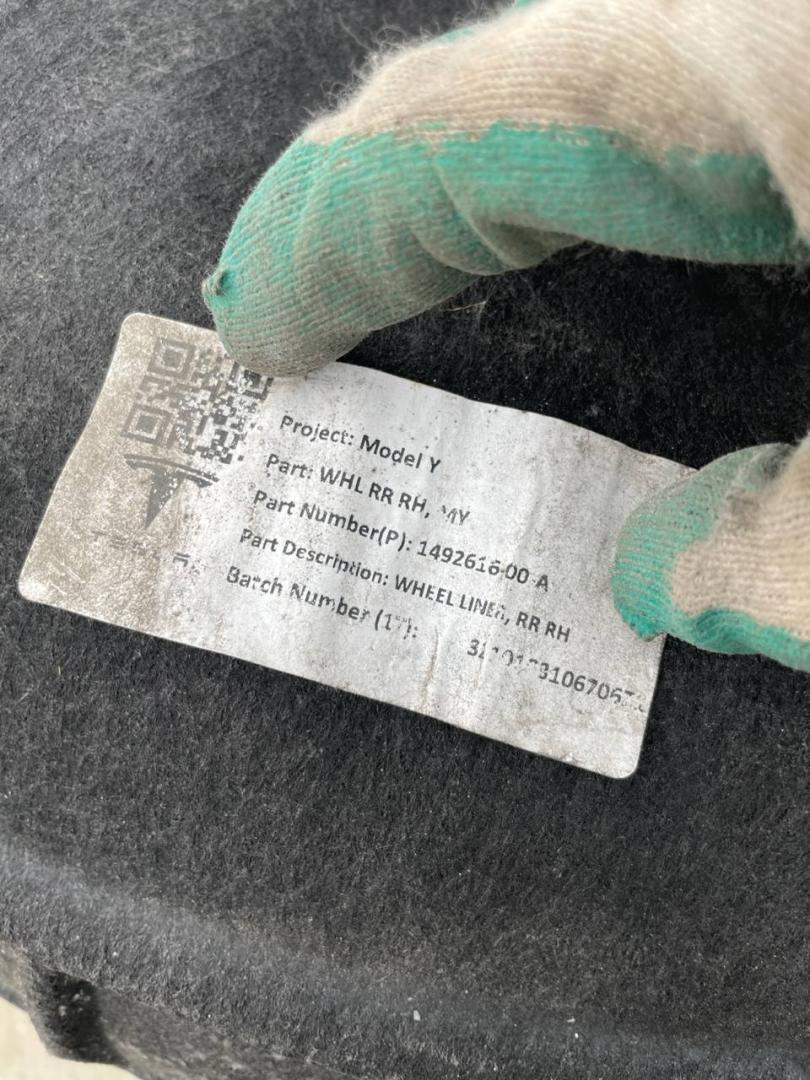 Project: Model Y
Part: WHL RR RH, MY
Part Number(P): 1492616-00-A
Part Description: WHEEL LINER, RR RH
Batch Number
TESLA